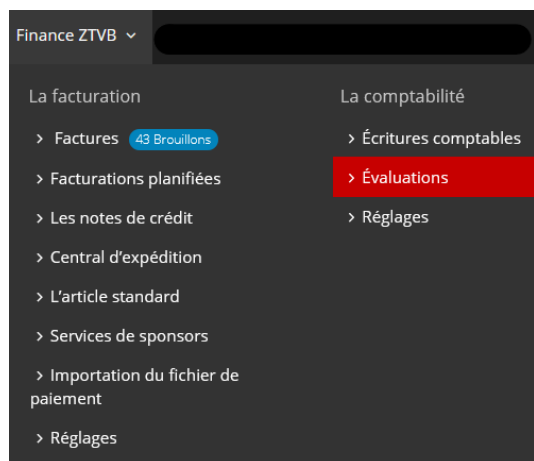 Finance ZTVB
La facturation
Factures 43 Brouillons
Facturations planifiées
Les notes de crédit
Central d'expédition
L'article standard
Services de sponsors
Importation du fichier de
paiement
Réglages
La comptabilité
Écritures comptables
Évaluations
Réglages